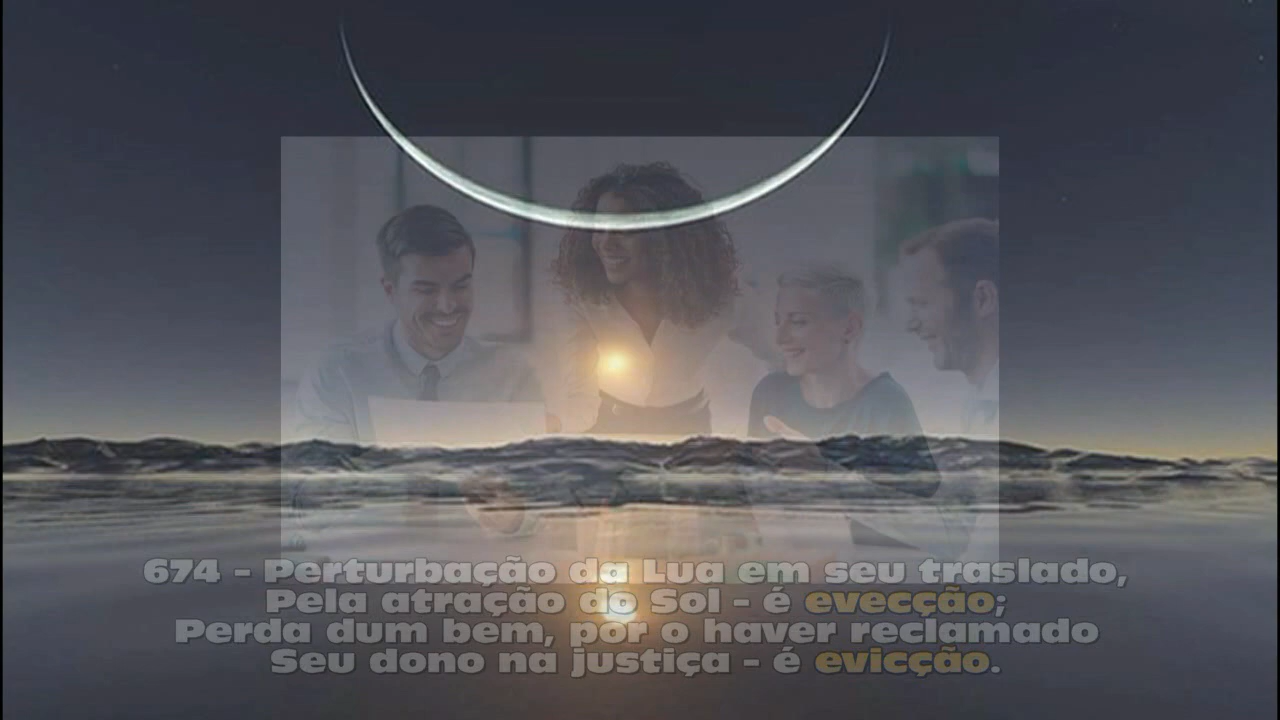 674 - Perturbação da Lua em seu traslado,
Pela atração do Sol - é evecção;
Perda dum bem, por o haver reclamado
Seu dono na justiça - é evicção.